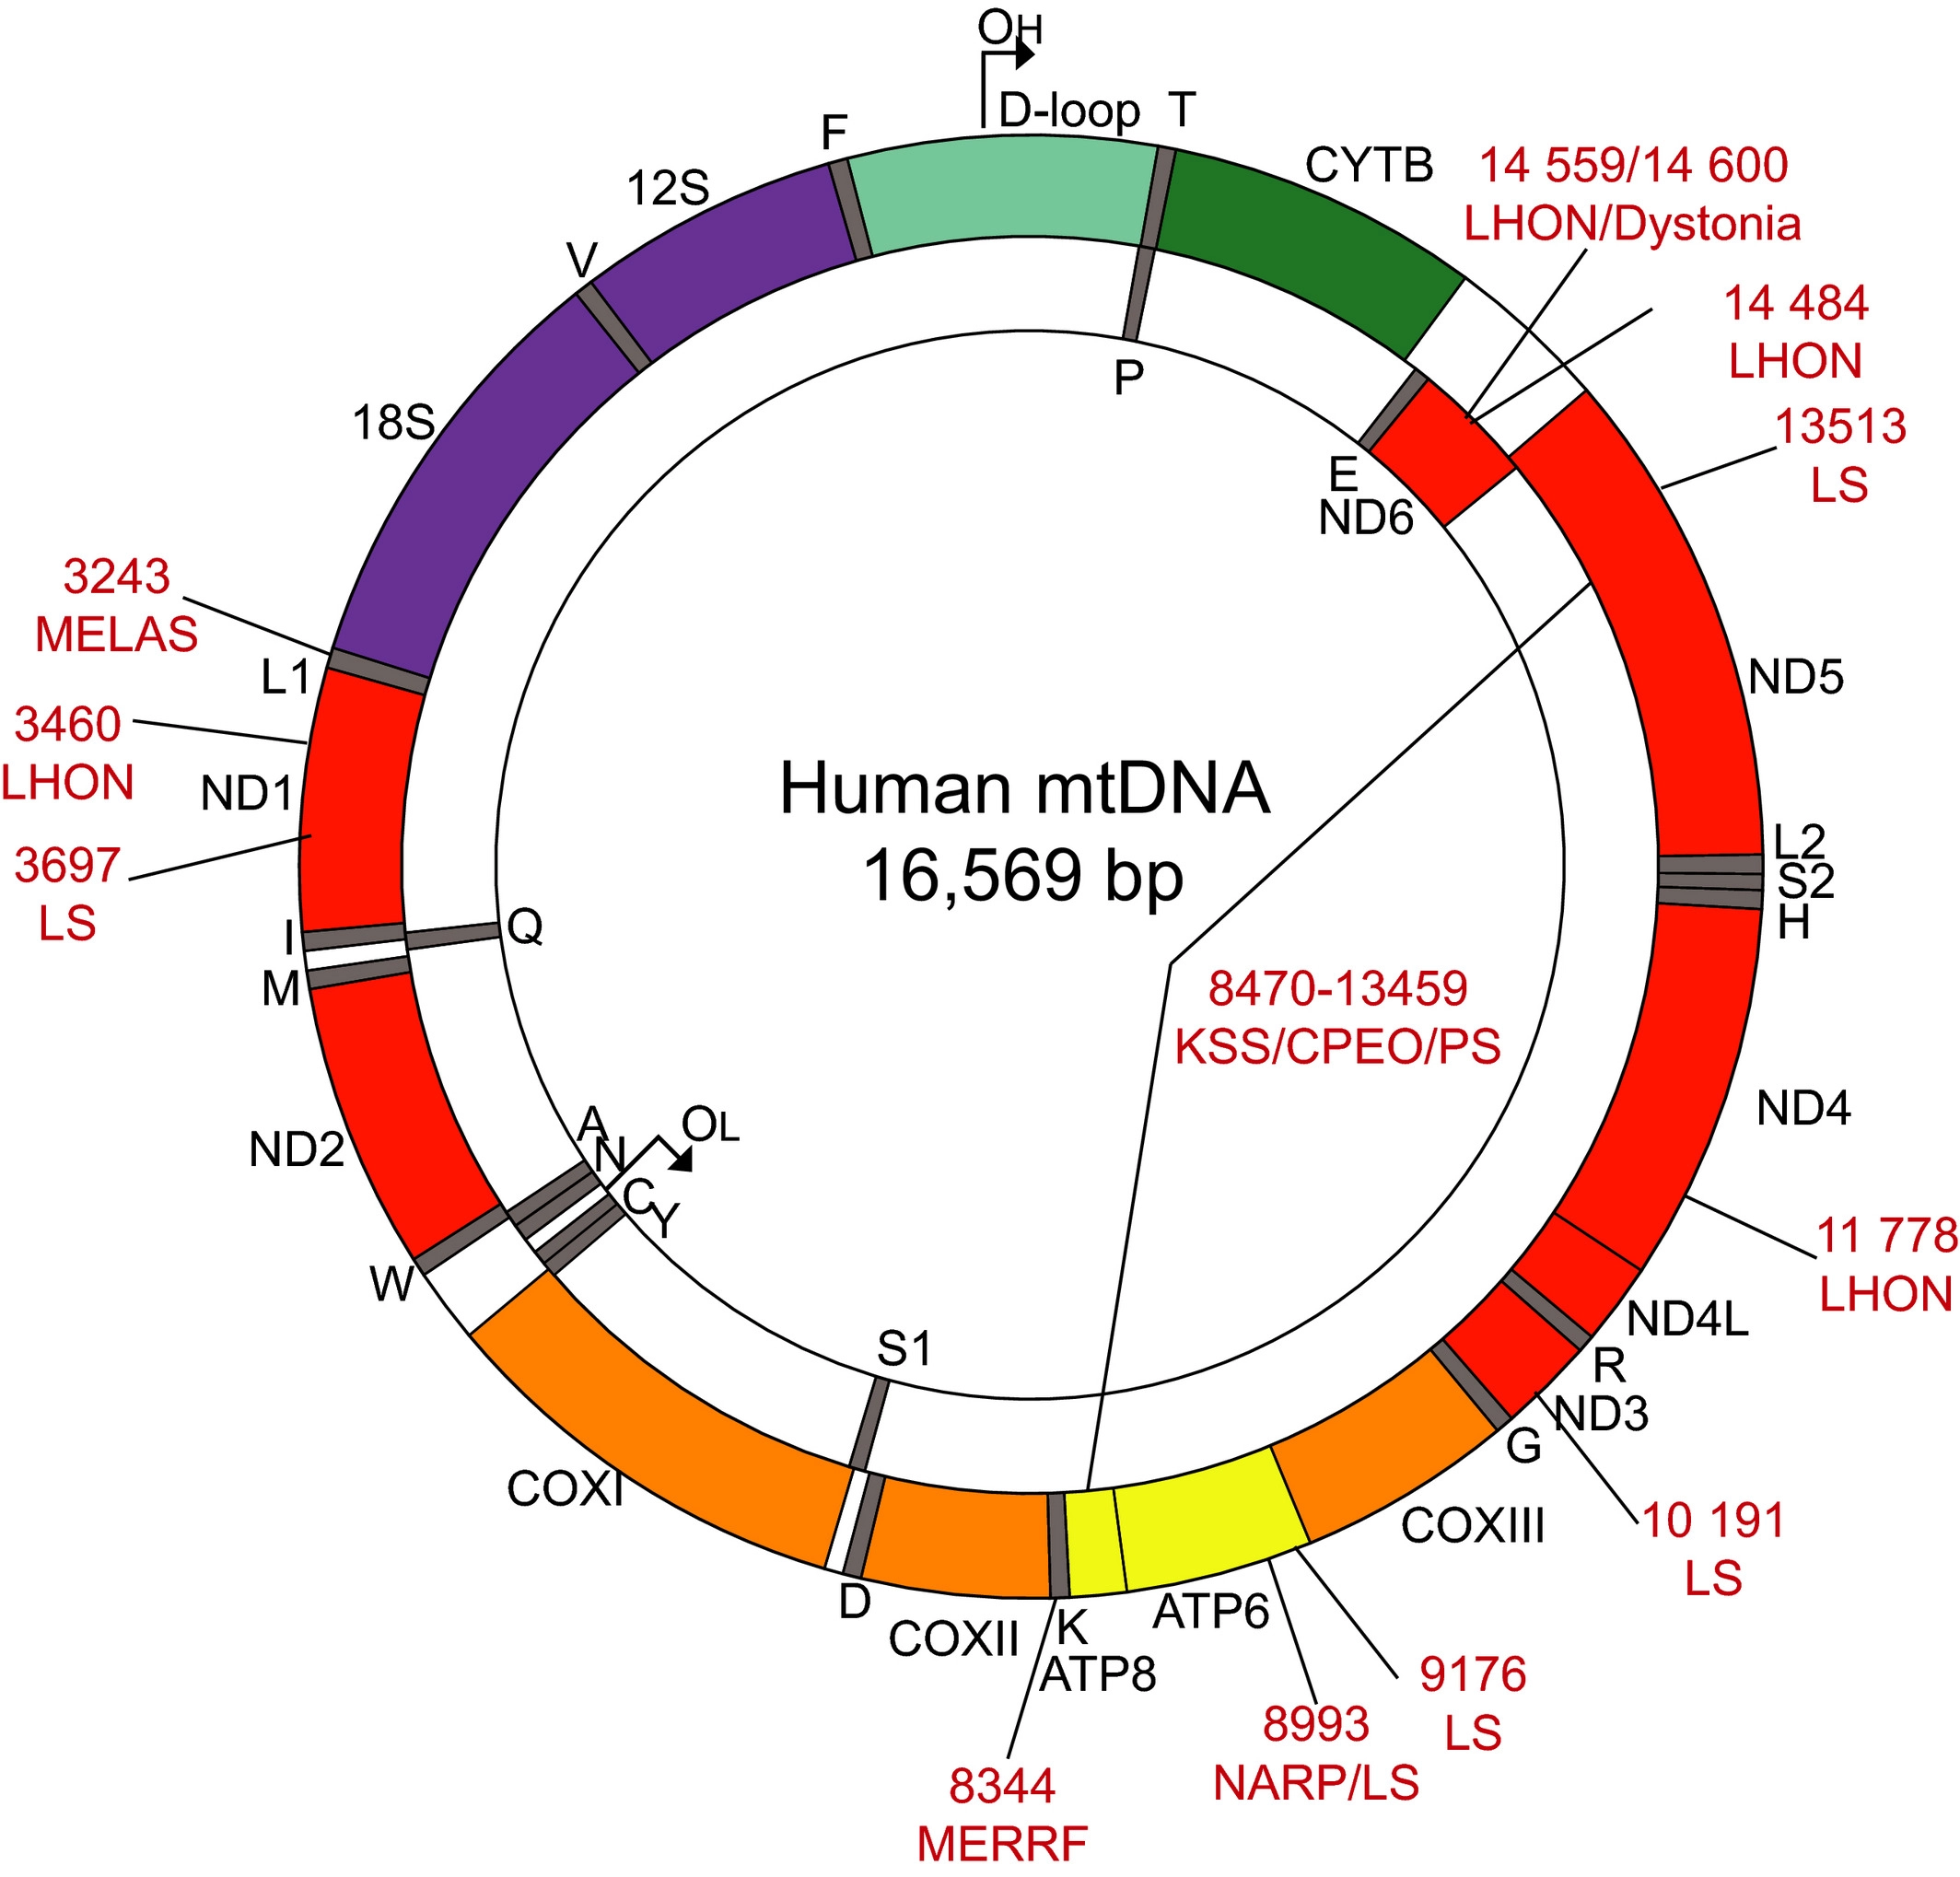 OH
D-loop
T
F
CYTB
14 559/14 600
LHON/Dystonia
12S
V
14 484
LHON
P
18S
13513
LS
E
ND6
3243
MELAS
L1
ND5
3460
LHON
ND1
Human mtDNA
16,569 bp
L2
S2
H
3697
LS
I
Q
M
8470-13459
KSS/CPEO/PS
ND4
A
N
OL
C
Y
ND2
W
11 778
LHON
ND4L
R
ND3
G
S1
COXI
COXIII
10 191
LS
D
COXII
K
ATP8
ATP6
9176
LS
8993
NARP/LS
8344
MERRF